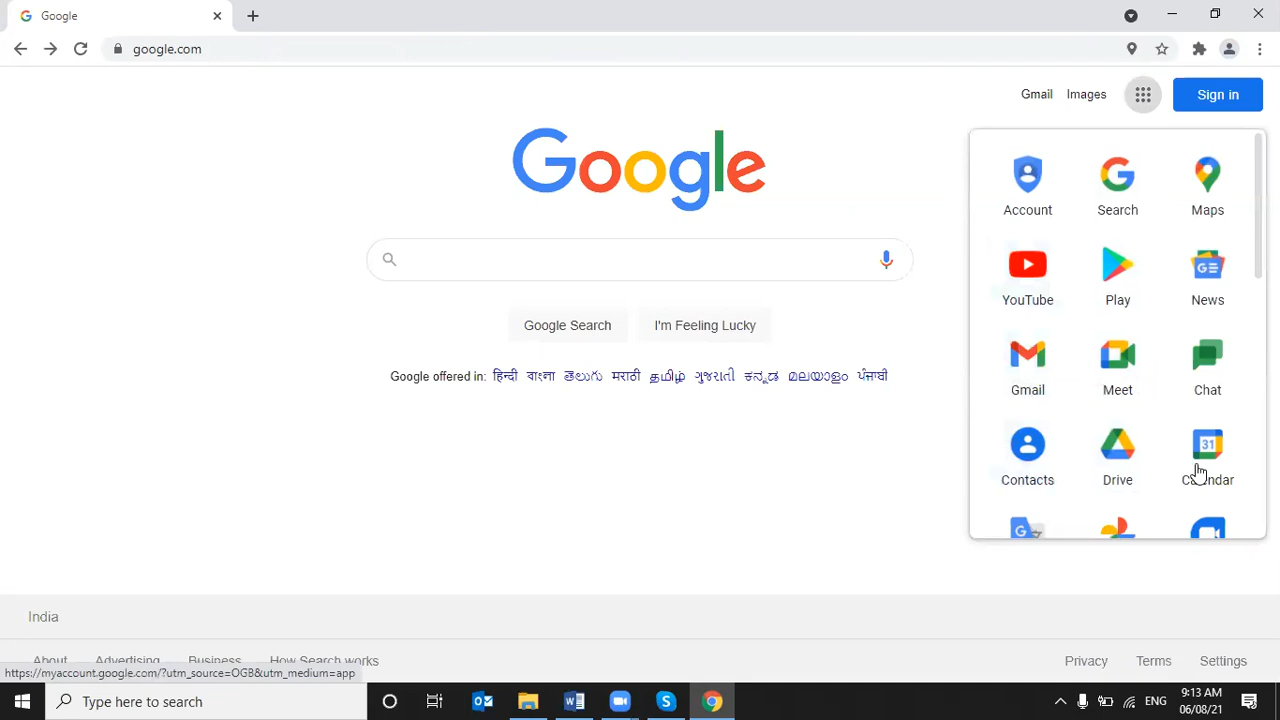 Google
google.com
Gmail Images Sign in
Google
Account Search Maps
YouTube Play News
Gmail Meet Chat
Contacts Drive 31 Calendar
Google Search I'm Feeling Lucky
Google offered in: हिन्दी বাংলা తెలుగు मराठी தமிழ் ગુજરાતી ಕನ್ನಡ മലയാളം ਪੰਜਾਬੀ
India
About Advertising Business How Search works Privacy Terms Settings
https://myaccount.google.com/?utm_source=OGB&utm_medium=app
Type here to search
ENG
9:13 AM
06/08/21